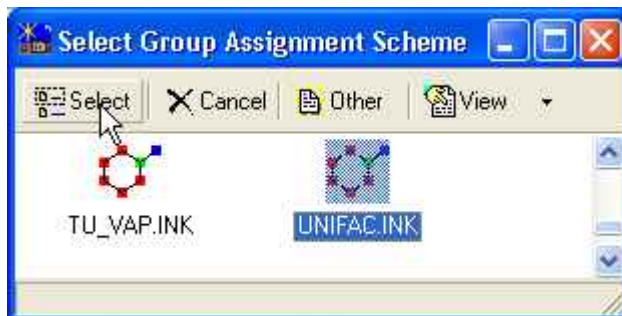 Select Group Assignment Scheme
Select Cancel Other View
TU_VAP.INK UNIFAC.INK